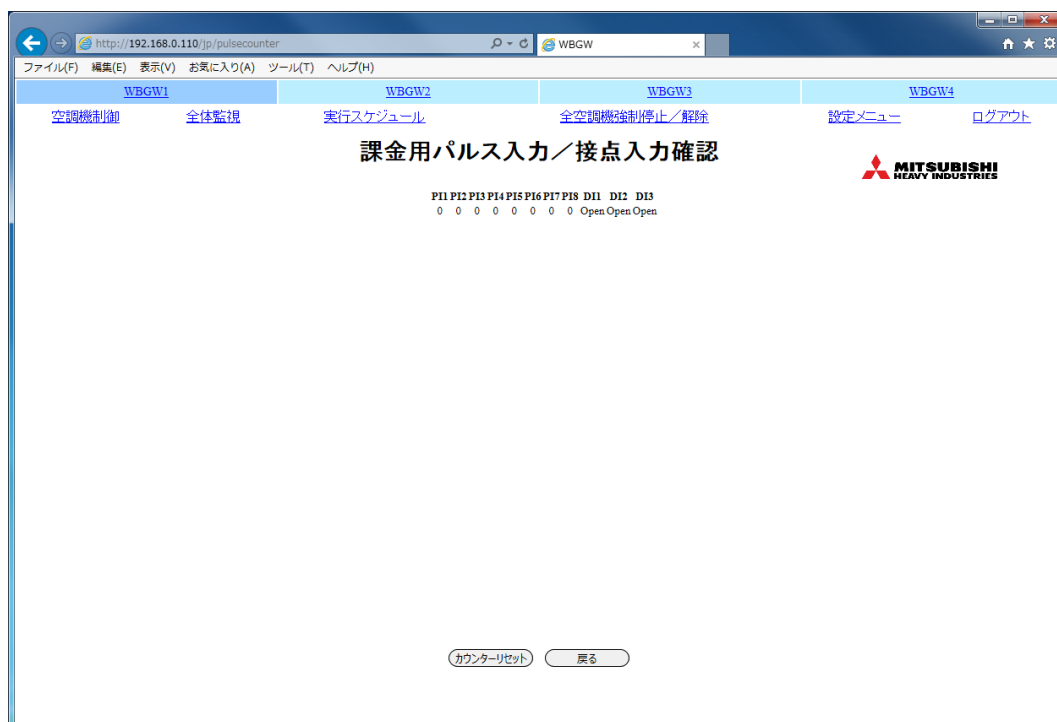 http://192.168.0.110/jp/pulsecounter WBGW
ファイル(F) 編集(E) 表示(V) お気に入り(A) ツール(T) ヘルプ(H)
WBGW1 WBGW2 WBGW3 WBGW4
空調機制御 全体監視 実行スケジュール 全空調機強制停止／解除 設定メニュー ログアウト
課金用パルス入力／接点入力確認
MITSUBISHI
HEAVY INDUSTRIES
PI1 PI2 PI3 PI4 PI5 PI6 PI7 PI8 DI1 DI2 DI3
0 0 0 0 0 0 0 0 Open Open Open
カウンターリセット 戻る